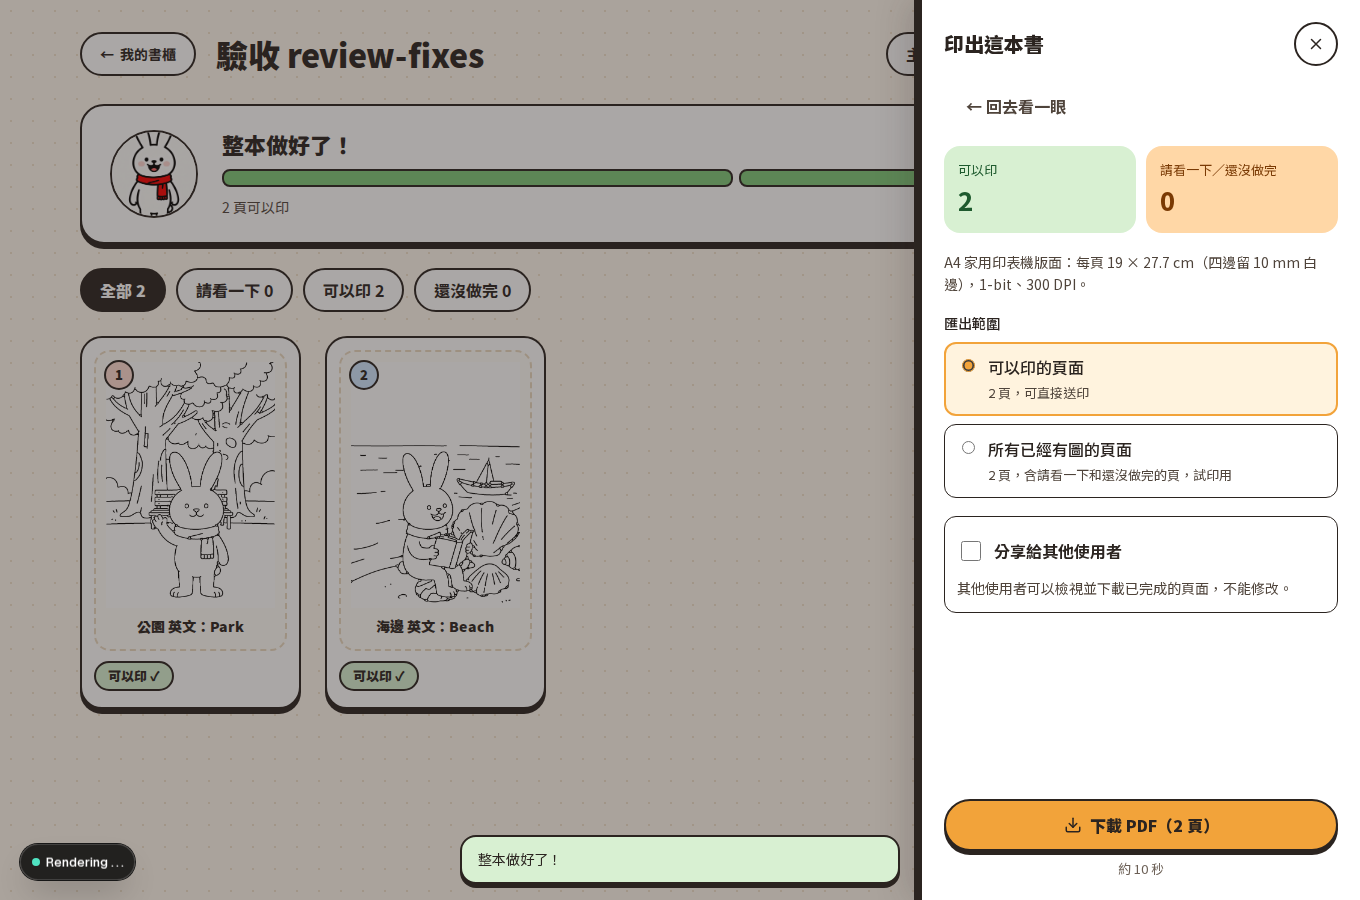 ← 我的書櫃
驗收 review-fixes
整本做好了！
2 頁可以印
全部 2
請看一下 0
可以印 2
還沒做完 0
1
公園 英文：Park
可以印 ✓
2
海邊 英文：Beach
可以印 ✓
Rendering ...
整本做好了！
印出這本書
×
← 回去看一眼
可以印
2
請看一下／還沒做完
0
A4 家用印表機版面：每頁 19 × 27.7 cm（四邊留 10 mm 白
邊），1-bit、300 DPI。
匯出範圍
可以印的頁面
2 頁，可直接送印
所有已經有圖的頁面
2 頁，含請看一下和還沒做完的頁，試印用
分享給其他使用者
其他使用者可以檢視並下載已完成的頁面，不能修改。
下載 PDF（2 頁）
約 10 秒